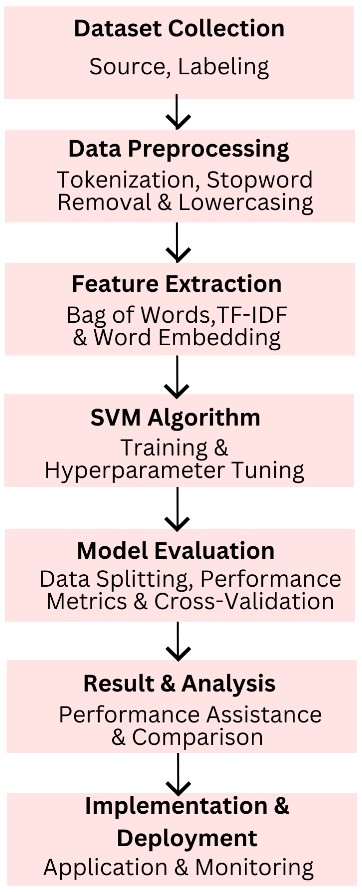 Dataset Collection
Source, Labeling
Data Preprocessing
Tokenization, Stopword
Removal & Lowercasing
Feature Extraction
Bag of Words,TF-IDF
& Word Embedding
SVM Algorithm
Training &
Hyperparameter Tuning
Model Evaluation
Data Splitting, Performance
Metrics & Cross-Validation
Result & Analysis
Performance Assistance
& Comparison
Implementation &
Deployment
Application & Monitoring